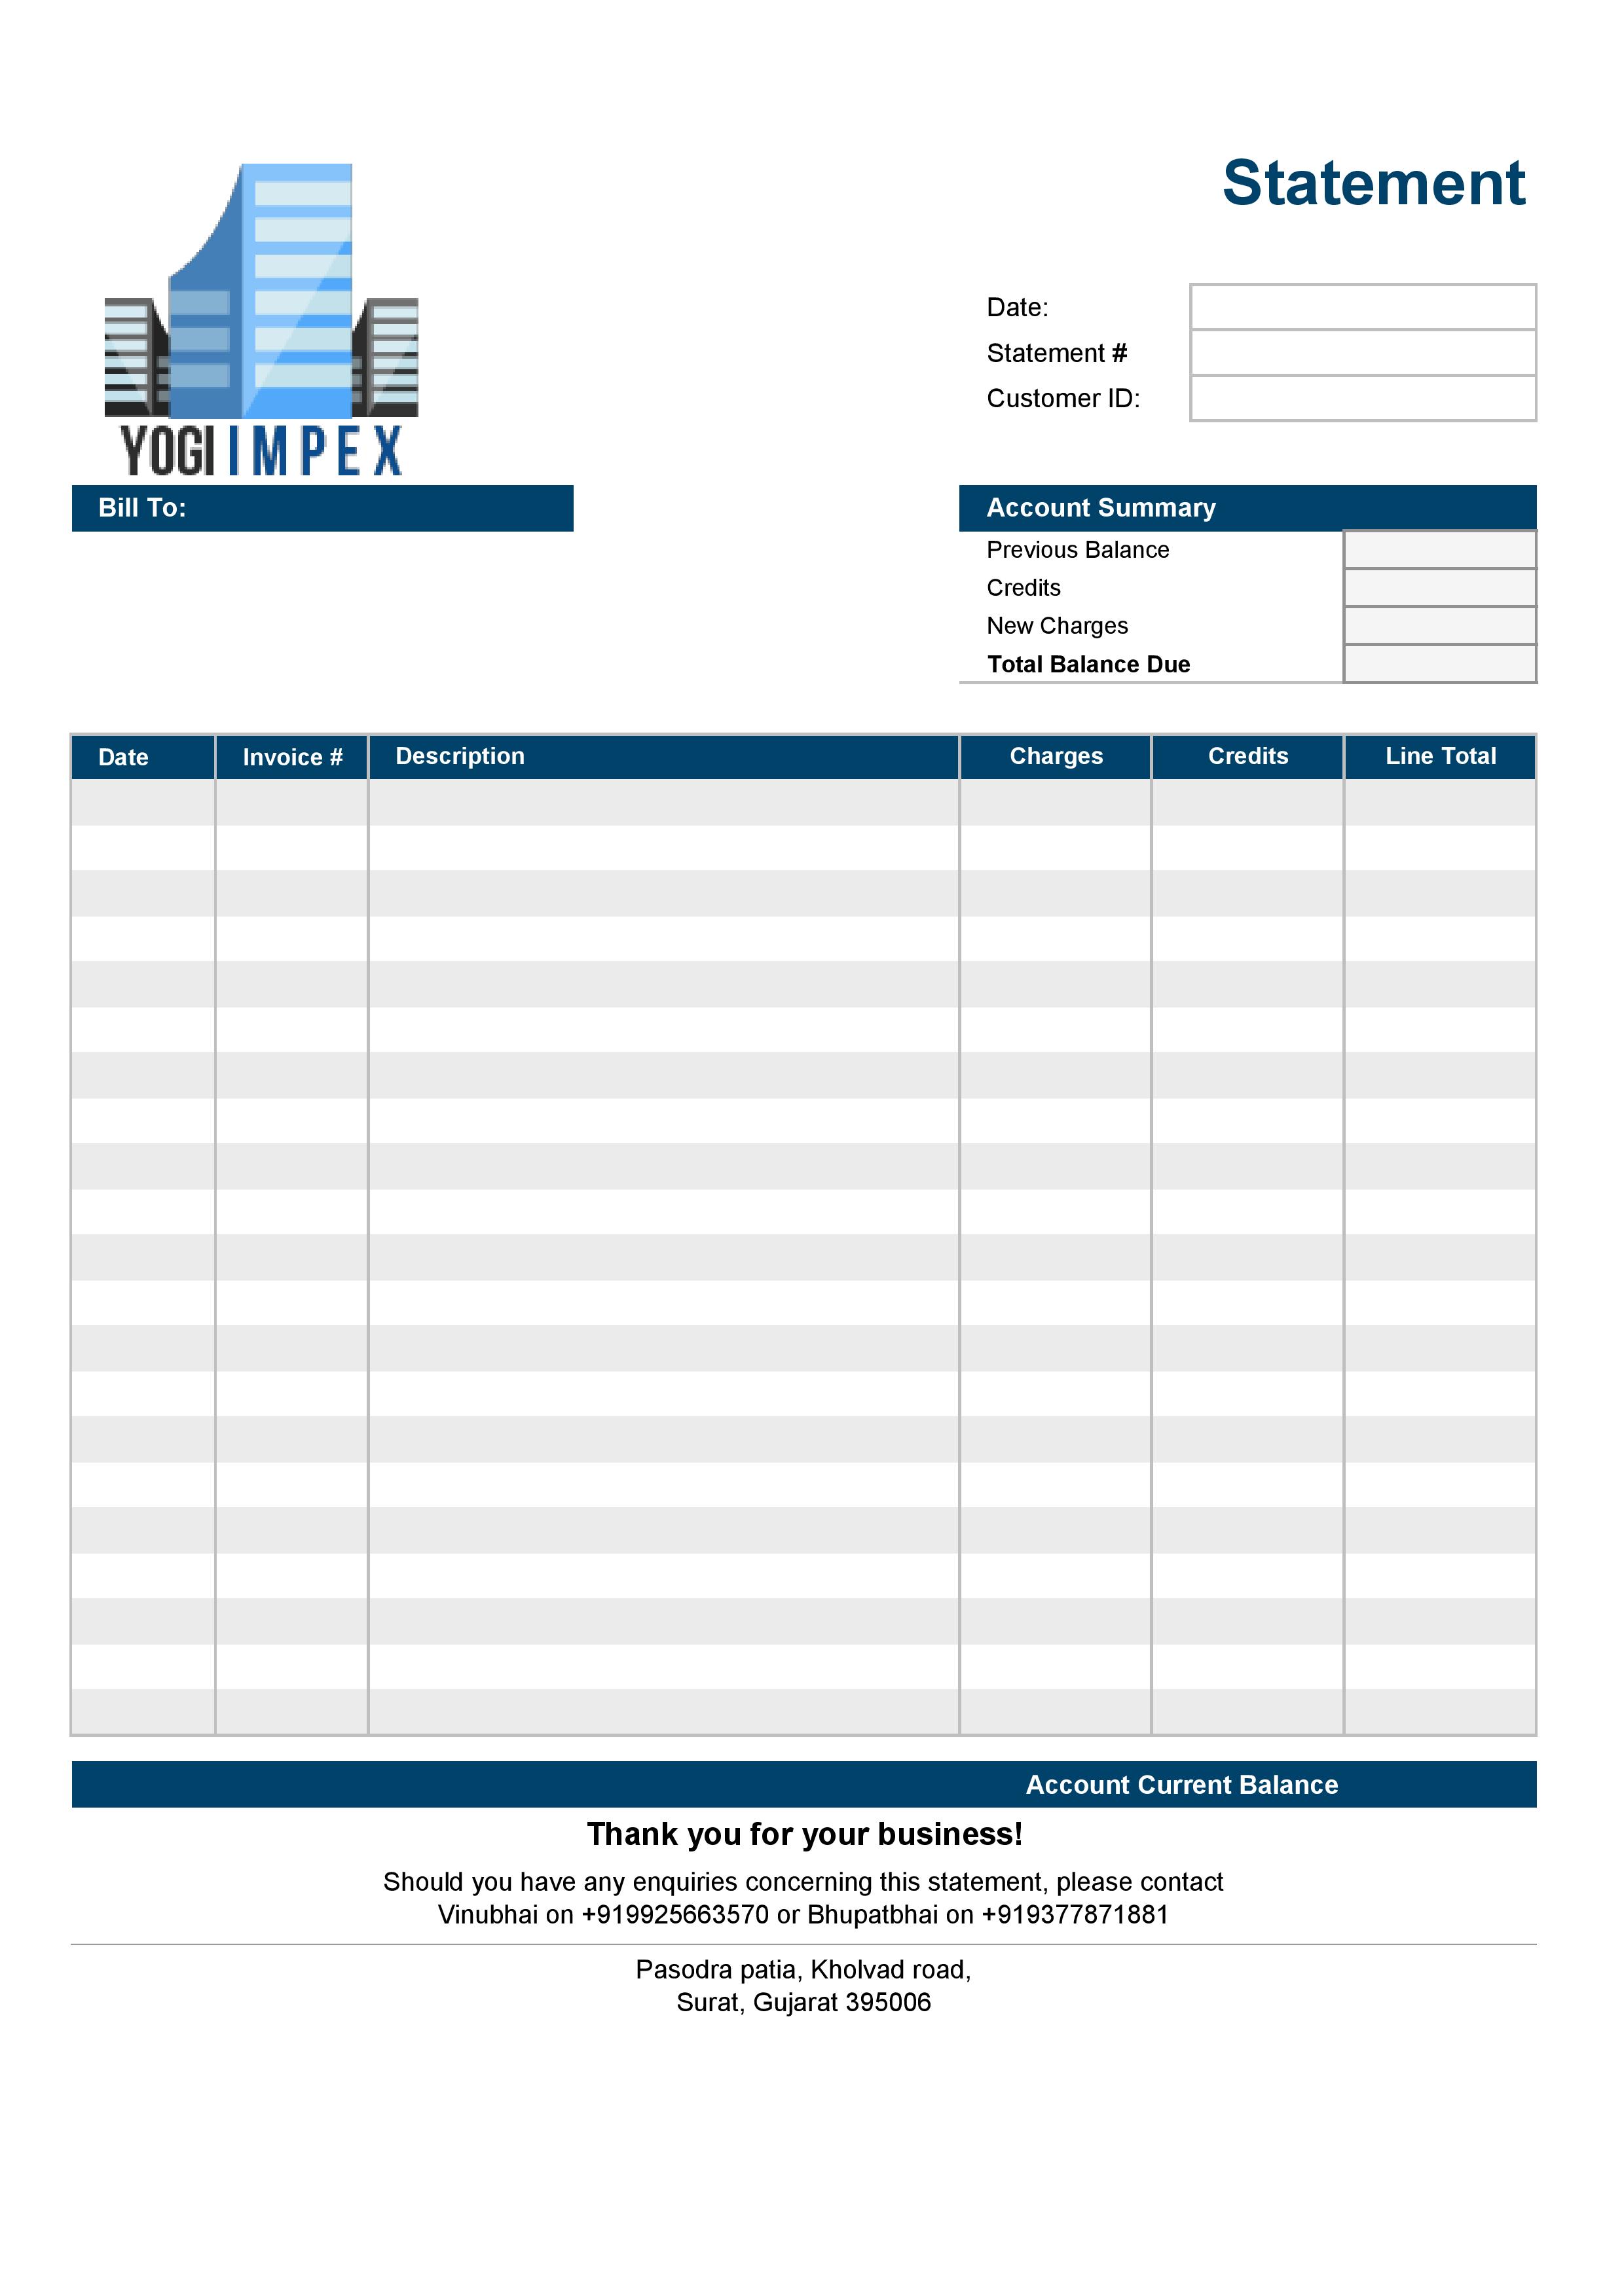 Statement
Date:
Statement #
Customer ID:
YOGI IMPEX
Bill To:
Account Summary
Previous Balance
Credits
New Charges
Total Balance Due
Date Invoice # Description Charges Credits Line Total
Account Current Balance
Thank you for your business!
Should you have any enquiries concerning this statement, please contact
Vinubhai on +919925663570 or Bhupatbhai on +919377871881
Pasodra patia, Kholvad road,
Surat, Gujarat 395006